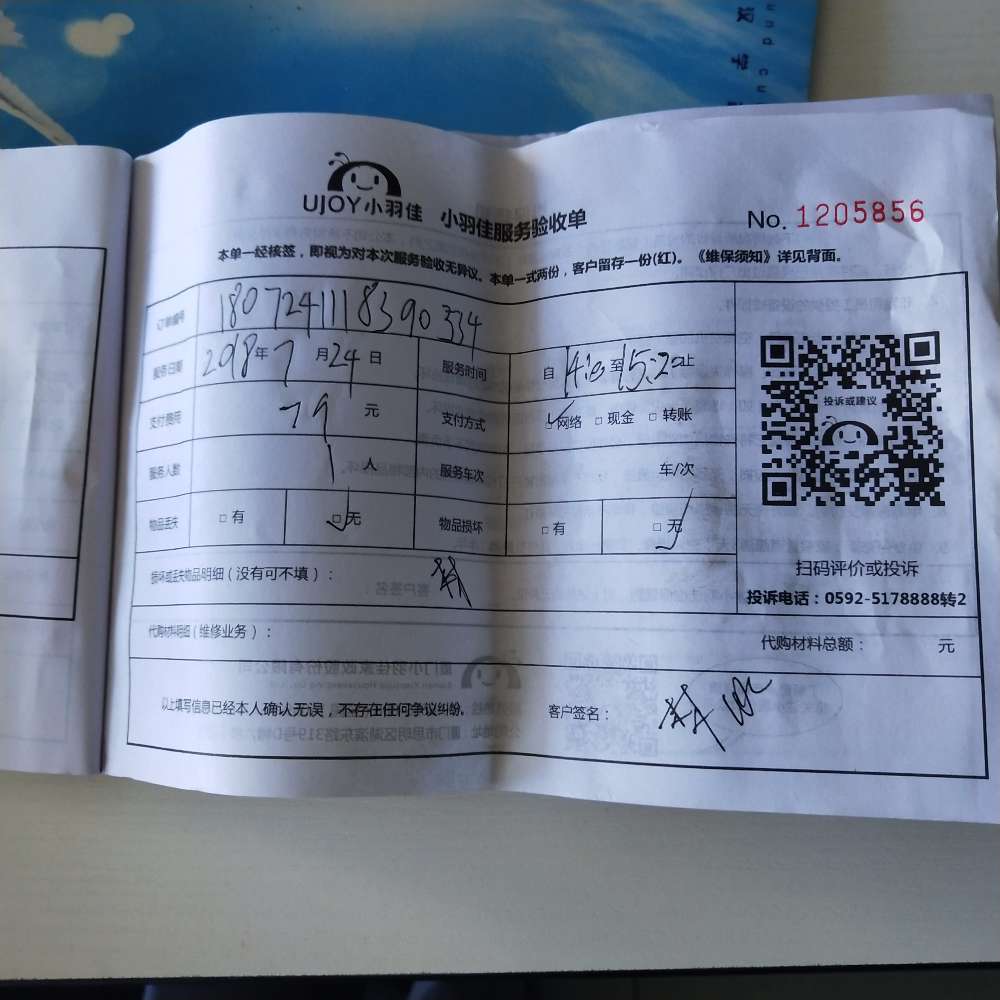 UJOY小羽佳 小羽佳服务验收单 No. 1205856
本单一经核签，即视为对本次服务验收无异议。本单一式两份，客户留存一份(红)。《维保须知》详见背面。
订单编号 1807241118390334
服务日期 2018年7月24日 服务时间 自 至15:20止
支付费用 79 元 支付方式 网络 □ 现金 □ 转账
服务人数 1 人 服务车次 车/次
物品丢失 □ 有 □ 无 物品损坏 □ 有 □ 无
投诉或建议
扫码评价或投诉
投诉电话：0592-5178888转2
损坏或丢失物品明细（没有可不填）：
代购材料明细（维修业务）： 代购材料总额： 元
以上填写信息已经本人确认无误，不存在任何争议纠纷。 客户签名：